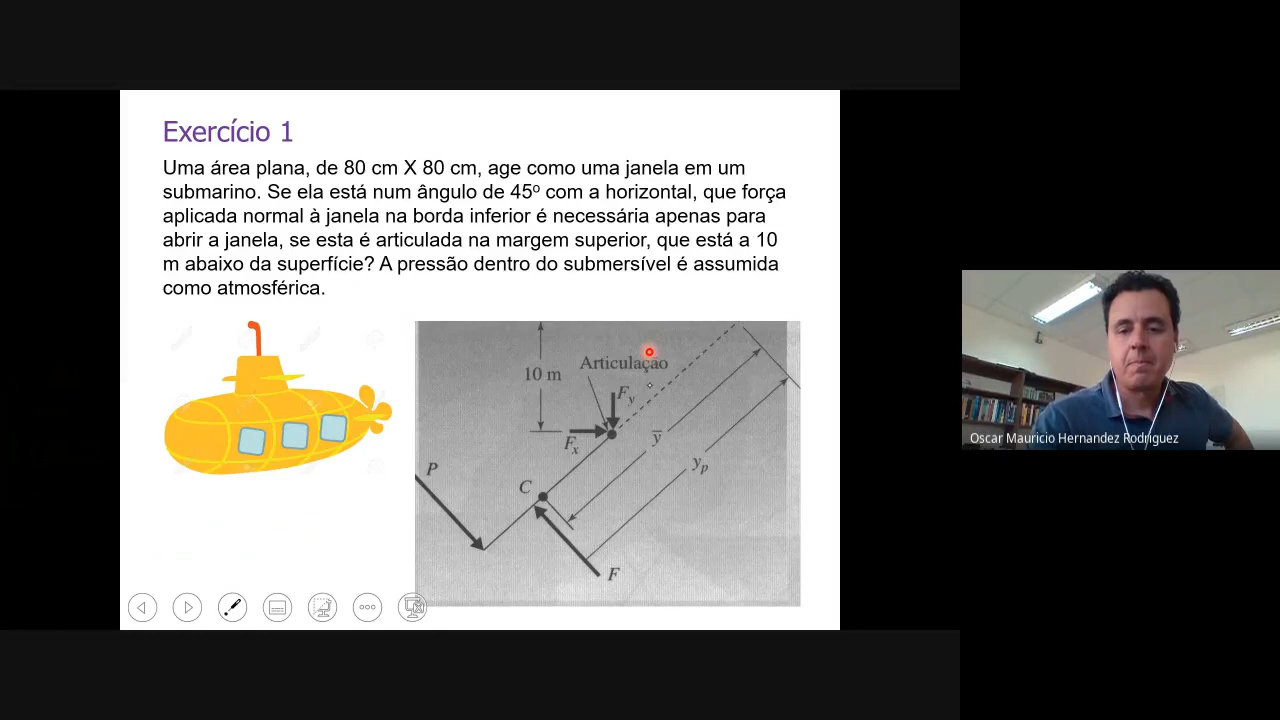 Exercício 1
Uma área plana, de 80 cm X 80 cm, age como uma janela em um
submarino. Se ela está num ângulo de 45º com a horizontal, que força
aplicada normal à janela na borda inferior é necessária apenas para
abrir a janela, se esta é articulada na margem superior, que está a 10
m abaixo da superfície? A pressão dentro do submersível é assumida
como atmosférica.
Articulação
10 m
Fy
Fx
y̅
yp
P
C
F
Oscar Mauricio Hernandez Rodriguez